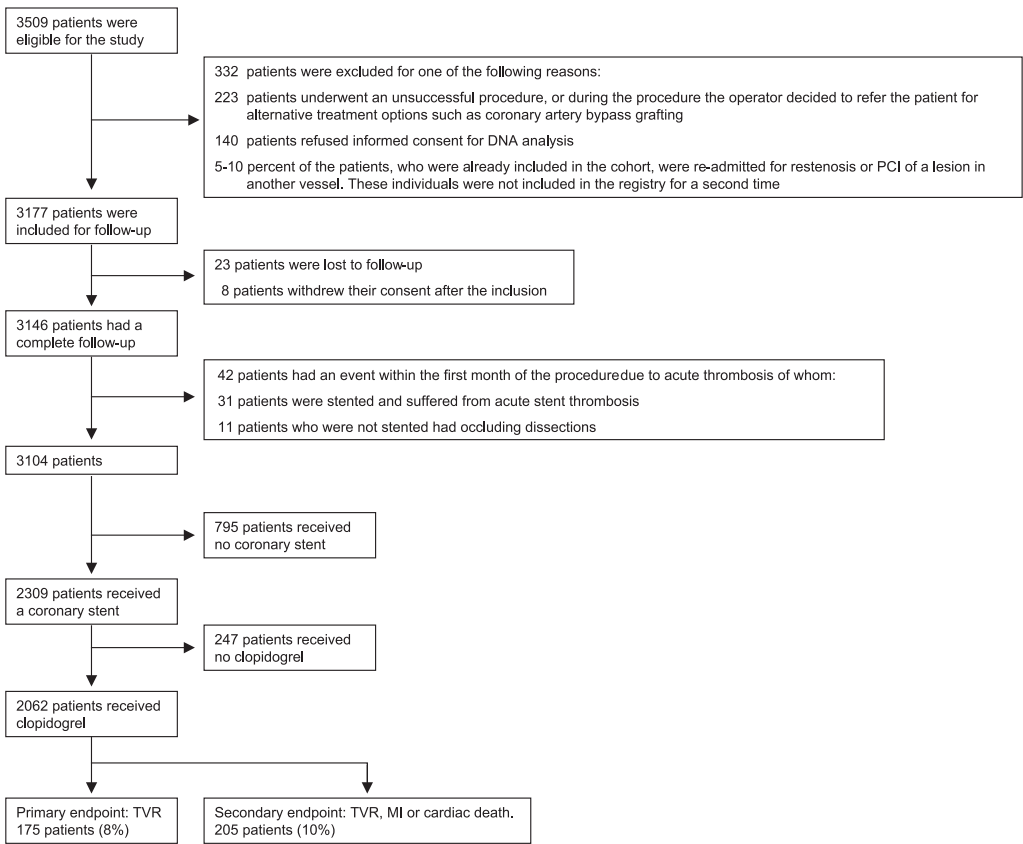 3509 patients were
eligible for the study
332 patients were excluded for one of the following reasons:
223 patients underwent an unsuccessful procedure, or during the procedure the operator decided to refer the patient for
alternative treatment options such as coronary artery bypass grafting
140 patients refused informed consent for DNA analysis
5-10 percent of the patients, who were already included in the cohort, were re-admitted for restenosis or PCI of a lesion in
another vessel. These individuals were not included in the registry for a second time
3177 patients were
included for follow-up
23 patients were lost to follow-up
8 patients withdrew their consent after the inclusion
3146 patients had a
complete follow-up
42 patients had an event within the first month of the proceduredue to acute thrombosis of whom:
31 patients were stented and suffered from acute stent thrombosis
11 patients who were not stented had occluding dissections
3104 patients
795 patients received
no coronary stent
2309 patients received
a coronary stent
247 patients received
no clopidogrel
2062 patients received
clopidogrel
Primary endpoint: TVR
175 patients (8%)
Secondary endpoint: TVR, MI or cardiac death.
205 patients (10%)